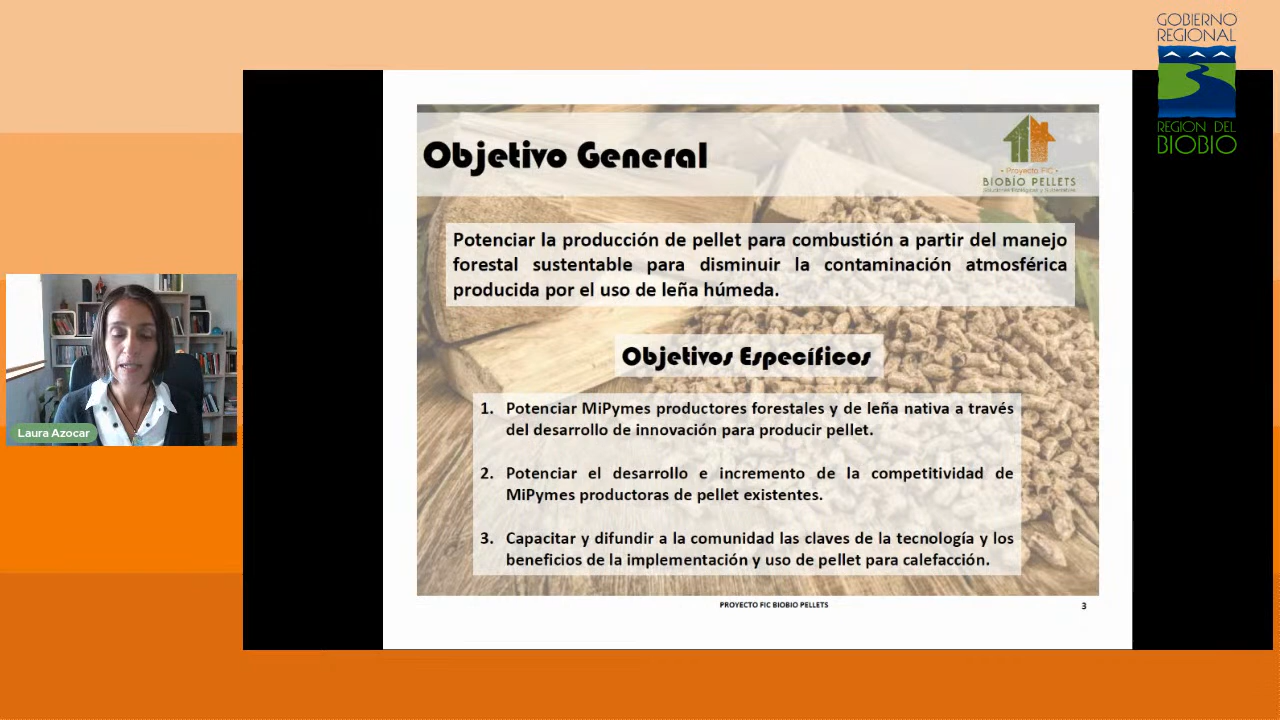 GOBIERNO
REGIONAL
REGION DEL
BIOBIO
Objetivo General
• Proyecto FIC •
BIOBÍO PELLETS
Potenciar la producción de pellet para combustión a partir del manejo
forestal sustentable para disminuir la contaminación atmosférica
producida por el uso de leña húmeda.
Objetivos Específicos
1. Potenciar MiPymes productores forestales y de leña nativa a través
del desarrollo de innovación para producir pellet.
2. Potenciar el desarrollo e incremento de la competitividad de
MiPymes productoras de pellet existentes.
3. Capacitar y difundir a la comunidad las claves de la tecnología y los
beneficios de la implementación y uso de pellet para calefacción.
PROYECTO FIC BIOBIO PELLETS
3
Laura Azocar